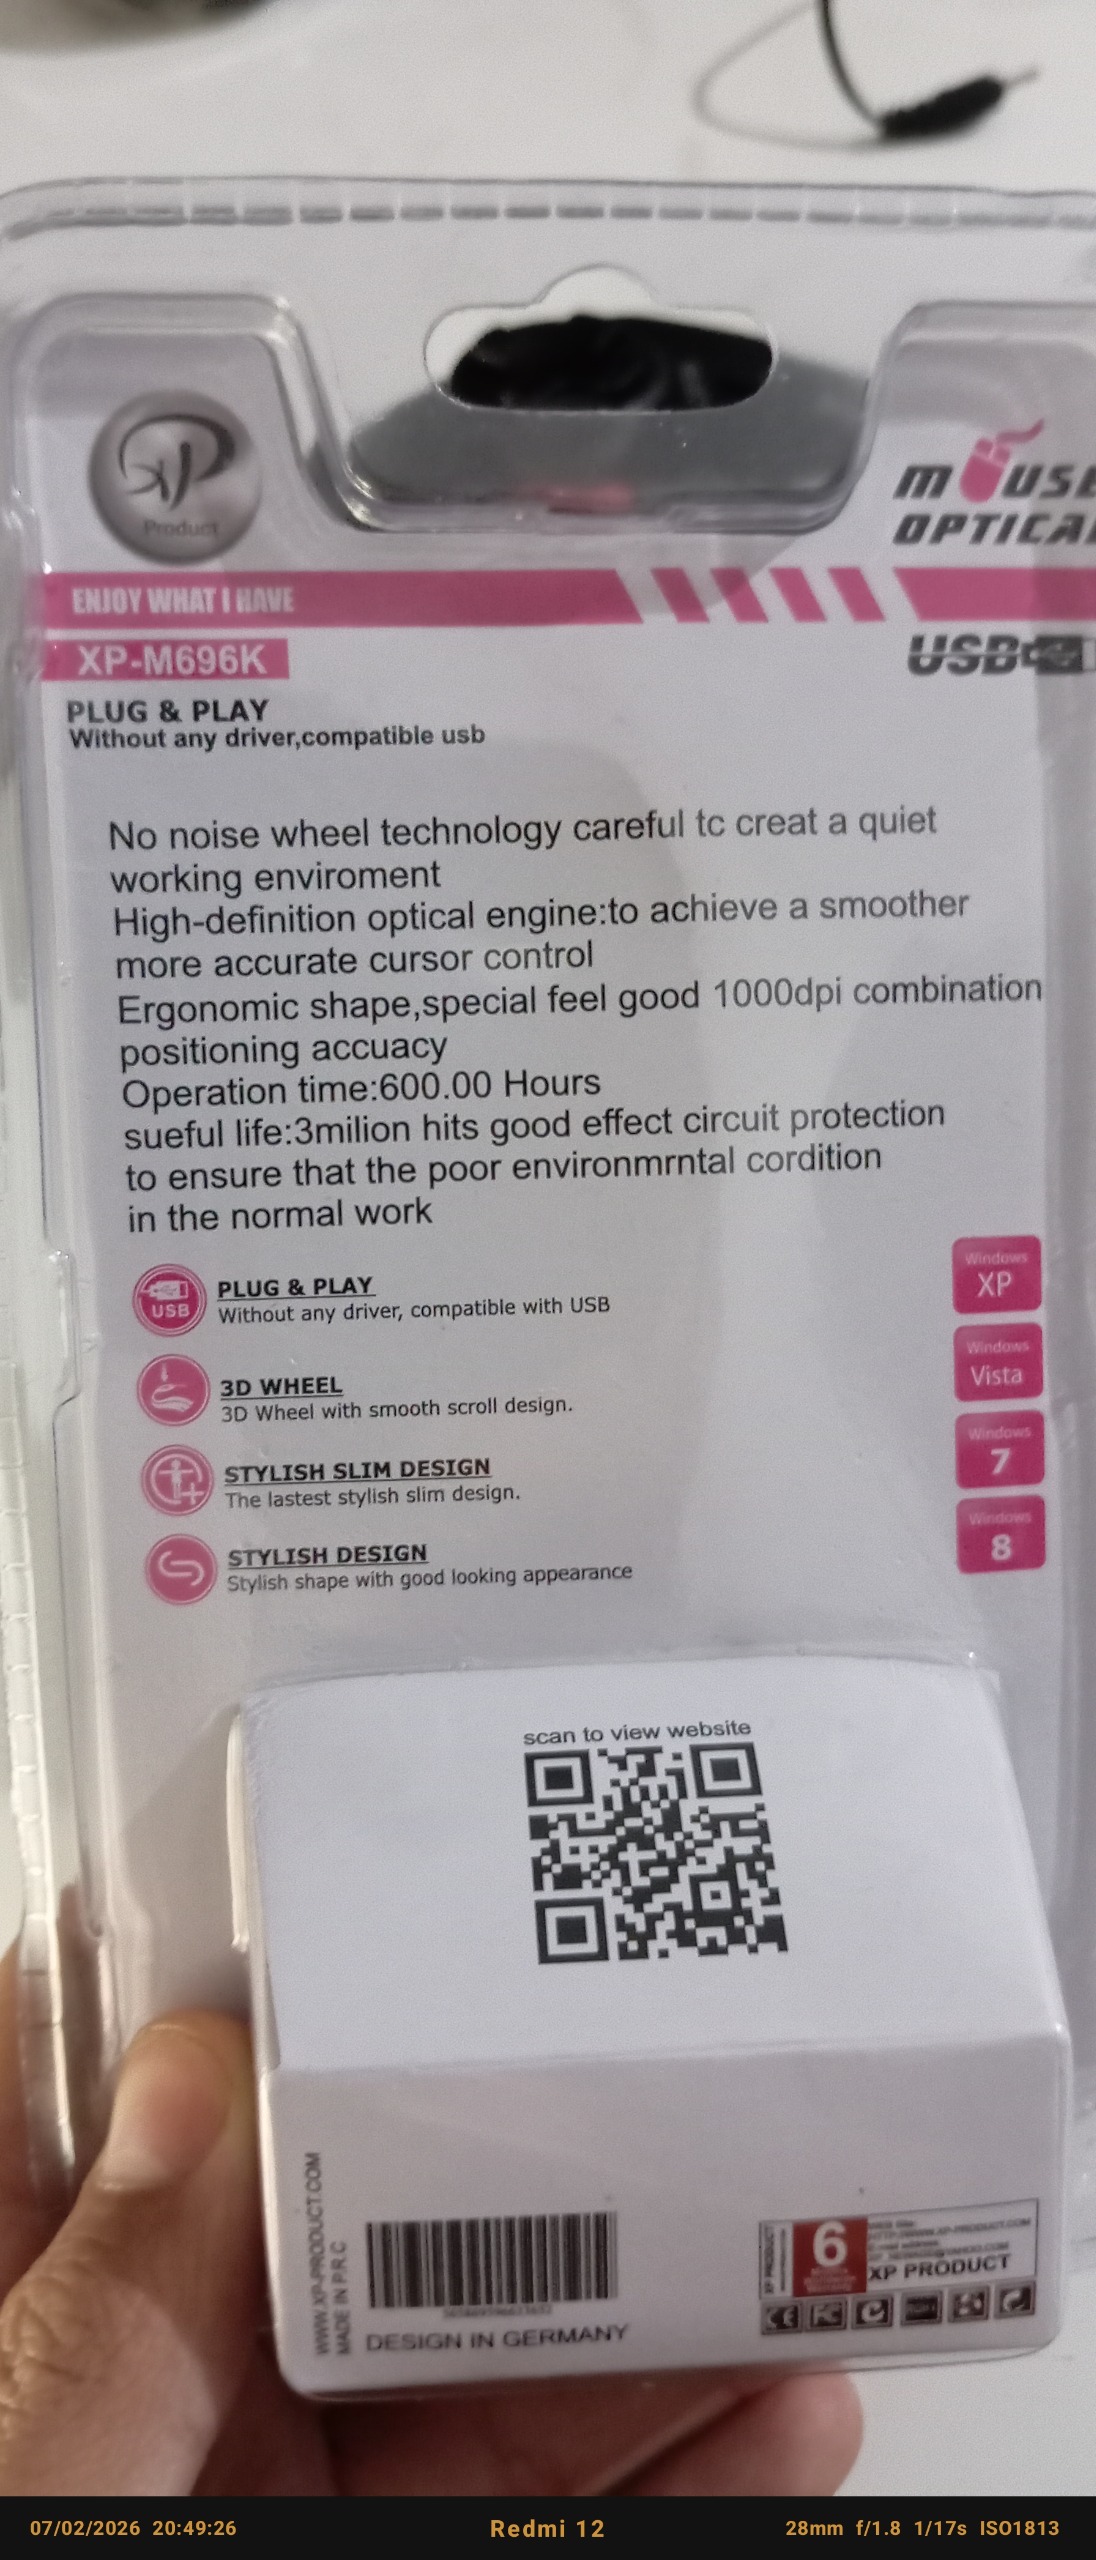 XP
Product
MOUSE
OPTICAL
ENJOY WHAT I HAVE
XP-M696K
USB
PLUG & PLAY
Without any driver,compatible usb
No noise wheel technology careful tc creat a quiet
working enviroment
High-definition optical engine:to achieve a smoother
more accurate cursor control
Ergonomic shape,special feel good 1000dpi combination
positioning accuacy
Operation time:600.00 Hours
sueful life:3milion hits good effect circuit protection
to ensure that the poor environmrntal cordition
in the normal work
USB
PLUG & PLAY
Without any driver, compatible with USB
3D WHEEL
3D Wheel with smooth scroll design.
STYLISH SLIM DESIGN
The lastest stylish slim design.
STYLISH DESIGN
Stylish shape with good looking appearance
Windows
XP
Windows
Vista
Windows
7
Windows
8
scan to view website
WWW.XP-PRODUCT.COM
MADE IN P.R.C
DESIGN IN GERMANY
XP PRODUCT
6
XP PRODUCT
CE FC
07/02/2026 20:49:26
Redmi 12
28mm f/1.8 1/17s ISO1813